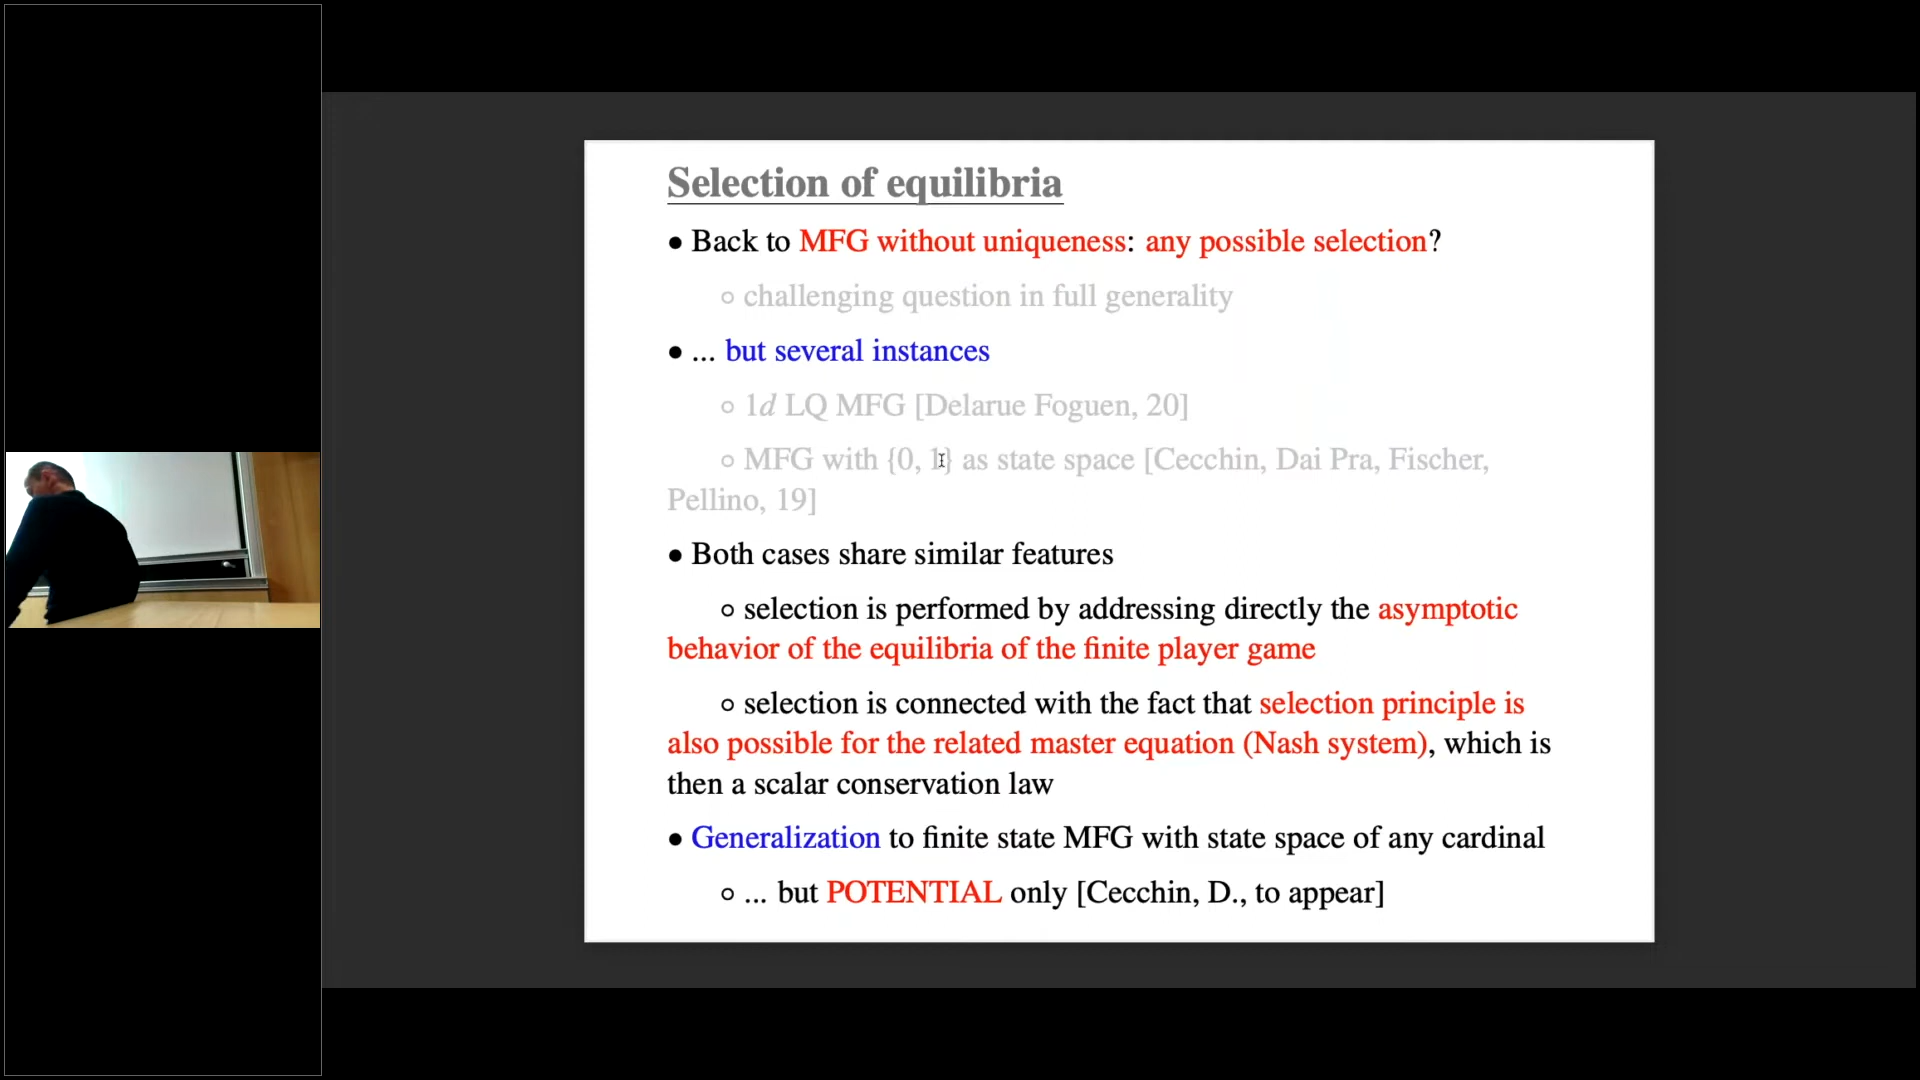 Selection of equilibria
• Back to MFG without uniqueness: any possible selection?
◦ challenging question in full generality
• ... but several instances
◦ 1d LQ MFG [Delarue Foguen, 20]
◦ MFG with {0, 1} as state space [Cecchin, Dai Pra, Fischer,
Pellino, 19]
• Both cases share similar features
◦ selection is performed by addressing directly the asymptotic
behavior of the equilibria of the finite player game
◦ selection is connected with the fact that selection principle is
also possible for the related master equation (Nash system), which is
then a scalar conservation law
• Generalization to finite state MFG with state space of any cardinal
◦ ... but POTENTIAL only [Cecchin, D., to appear]